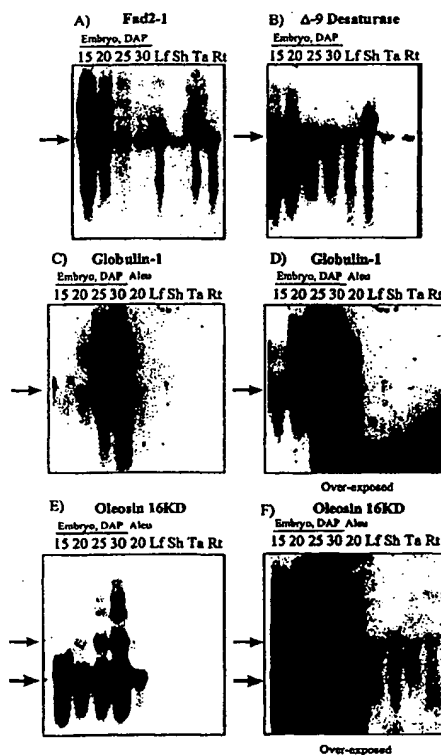 A) Fad2-1
Embryo, DAP
15 20 25 30 Lf Sh Ta Rt
B) Δ-9 Desaturase
Embryo, DAP
15 20 25 30 Lf Sh Ta Rt
C) Globulin-1
Embryo, DAP Aleu
15 20 25 30 20 Lf Sh Ta Rt
D) Globulin-1
Embryo, DAP Aleu
15 20 25 30 20 Lf Sh Ta Rt
Over-exposed
E) Oleosin 16KD
Embryo, DAP Aleu
15 20 25 30 20 Lf Sh Ta Rt
F) Oleosin 16KD
Embryo, DAP Aleu
15 20 25 30 20 Lf Sh Ta Rt
Over-exposed